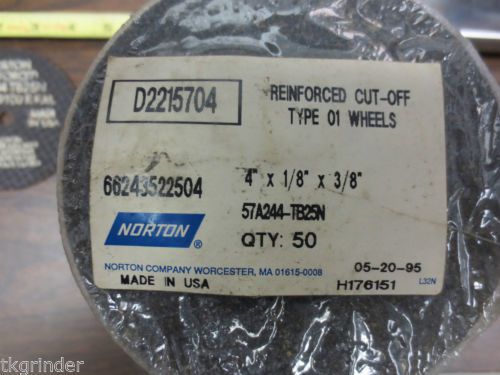 D2215704
REINFORCED CUT-OFF
TYPE 01 WHEELS
66243522504
4" x 1/8" x 3/8"
57A244-TB25N
NORTON ®
QTY: 50
NORTON COMPANY WORCESTER, MA 01615-0008
05-20-95
MADE IN USA
H176151
L32N
tkgrinder
tkgrinder